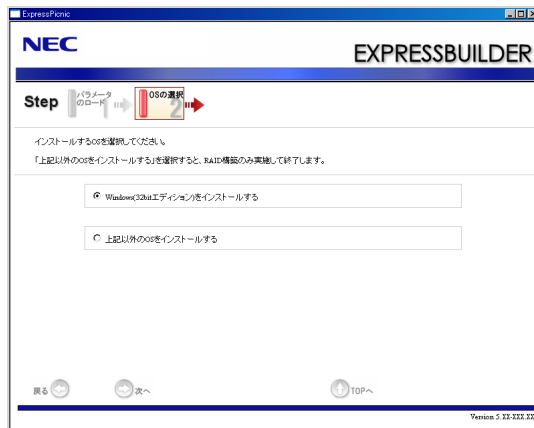 ExpressPicnic
NEC
EXPRESSBUILDER
Step
パラメータ
のロード
1
OSの選択
2
インストールするOSを選択してください。
「上記以外のOSをインストールする」を選択すると、RAID構築のみ実施して終了します。
Windows(32bitエディション)をインストールする
上記以外のOSをインストールする
戻る
次へ
TOPへ
Version 5.XX-XXX.XX